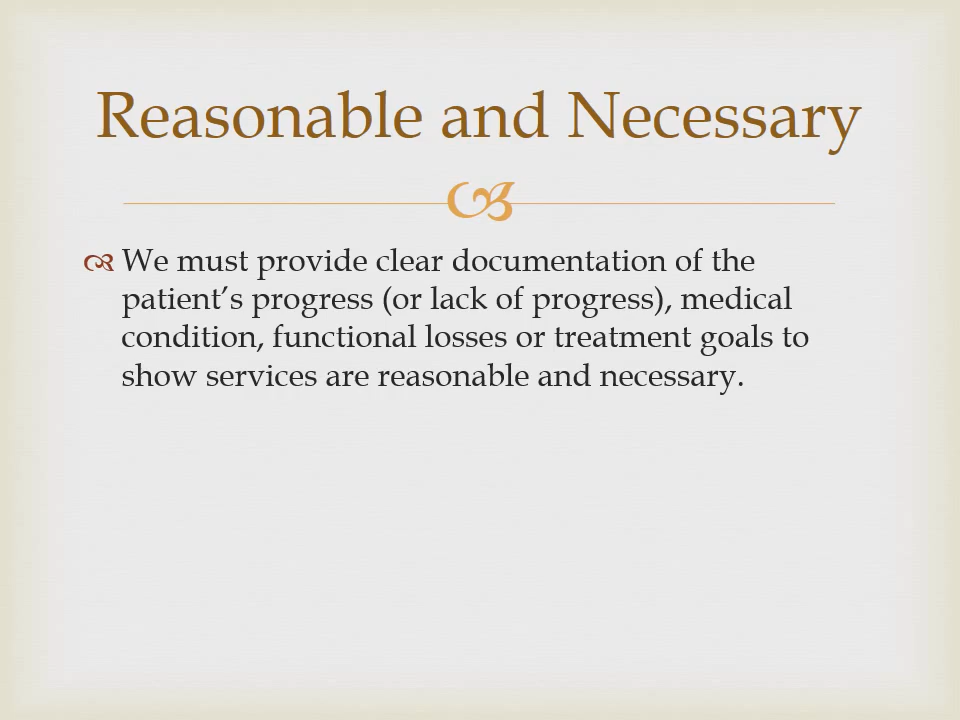 Reasonable and Necessary
We must provide clear documentation of the
patient’s progress (or lack of progress), medical
condition, functional losses or treatment goals to
show services are reasonable and necessary.